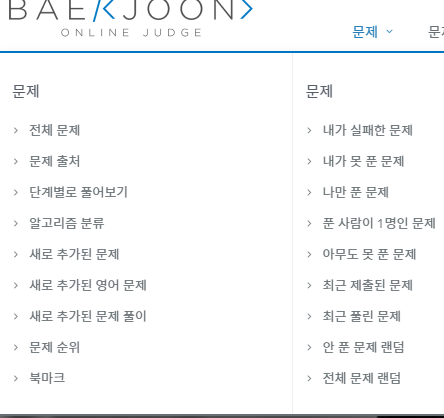 BAEKJOON>
ONLINE JUDGE
문제
문제
전체 문제
문제 출처
단계별로 풀어보기
알고리즘 분류
새로 추가된 문제
새로 추가된 영어 문제
새로 추가된 문제 풀이
문제 순위
북마크
문제
내가 실패한 문제
내가 못 푼 문제
나만 푼 문제
푼 사람이 1명인 문제
아무도 못 푼 문제
최근 제출된 문제
최근 풀린 문제
안 푼 문제 랜덤
전체 문제 랜덤